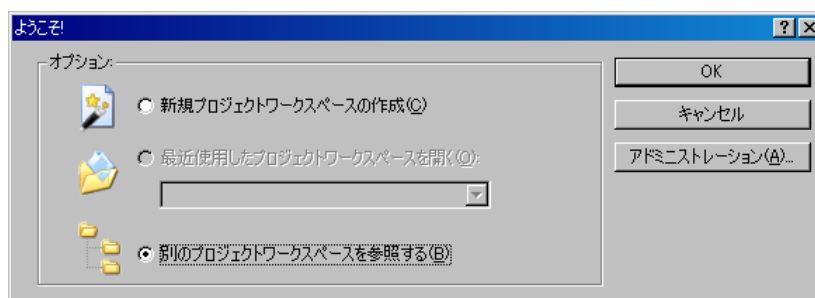 ようこそ!
オプション:
新規プロジェクトワークスペースの作成(C)
最近使用したプロジェクトワークスペースを開く(O):
別のプロジェクトワークスペースを参照する(B)
OK
キャンセル
アドミニストレーション(A)...